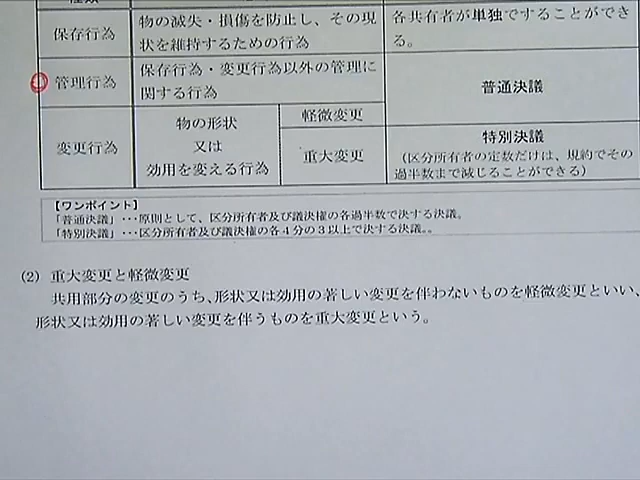 保存行為
物の滅失・損傷を防止し、その現
状を維持するための行為
各共有者が単独ですることができ
る。
管理行為
保存行為・変更行為以外の管理に
関する行為
普通決議
変更行為
物の形状
又は
効用を変える行為
軽微変更
重大変更
特別決議
(区分所有者の定数だけは、規約でその
過半数まで減じることができる)
【ワンポイント】
「普通決議」･･･原則として、区分所有者及び議決権の各過半数で決する決議。
「特別決議」･･･区分所有者及び議決権の各4分の3以上で決する決議。。
(2) 重大変更と軽微変更
共用部分の変更のうち、形状又は効用の著しい変更を伴わないものを軽微変更といい、
形状又は効用の著しい変更を伴うものを重大変更という。